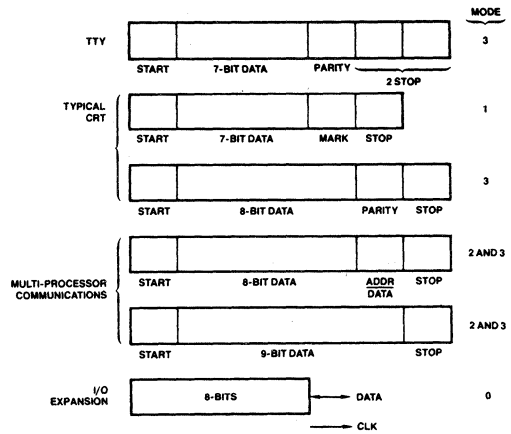 MODE
TTY 3
START 7-BIT DATA PARITY
2 STOP
TYPICAL
CRT
1
START 7-BIT DATA MARK STOP
3
START 8-BIT DATA PARITY STOP
MULTI-PROCESSOR
COMMUNICATIONS
2 AND 3
START 8-BIT DATA ADDR STOP
DATA
2 AND 3
START 9-BIT DATA STOP
I/O
EXPANSION
8-BITS DATA 0
CLK